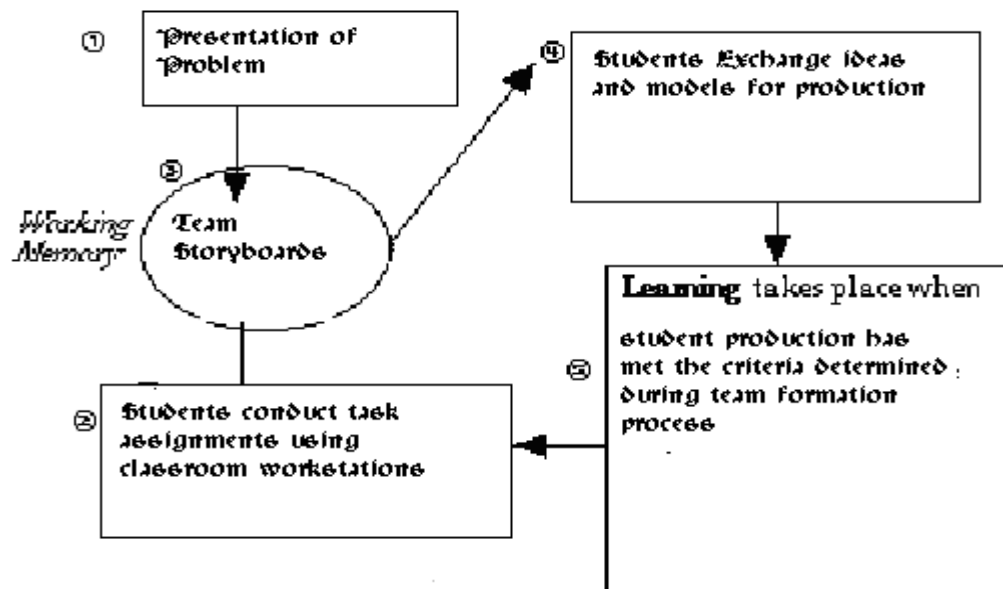 ①
Presentation of
Problem
④
Students Exchange ideas
and models for production
③
Working
Memory
Team
Storyboards
Learning takes place when
student production has
met the criteria determined
during team formation
process
⑤
②
Students conduct task
assignments using
classroom workstations